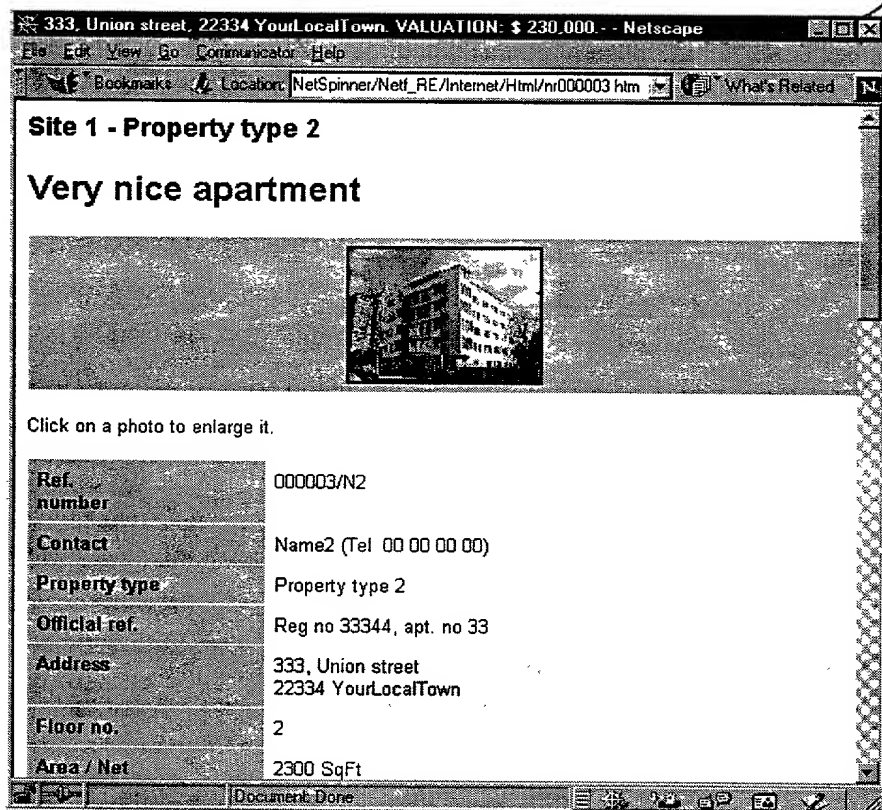 333, Union street, 22334 YourLocalTown. VALUATION: $ 230,000.- - Netscape
File Edit View Go Communicator Help
Bookmarks Location: NetSpinner/Netf_RE/Internet/Html/nr000003 htm What's Related N
Site 1 - Property type 2
Very nice apartment
Click on a photo to enlarge it.
Ref. number 000003/N2
Contact Name2 (Tel 00 00 00 00)
Property type Property type 2
Official ref. Reg no 33344, apt. no 33
Address 333, Union street
22334 YourLocalTown
Floor no. 2
Area / Net 2300 SqFt
Document: Done